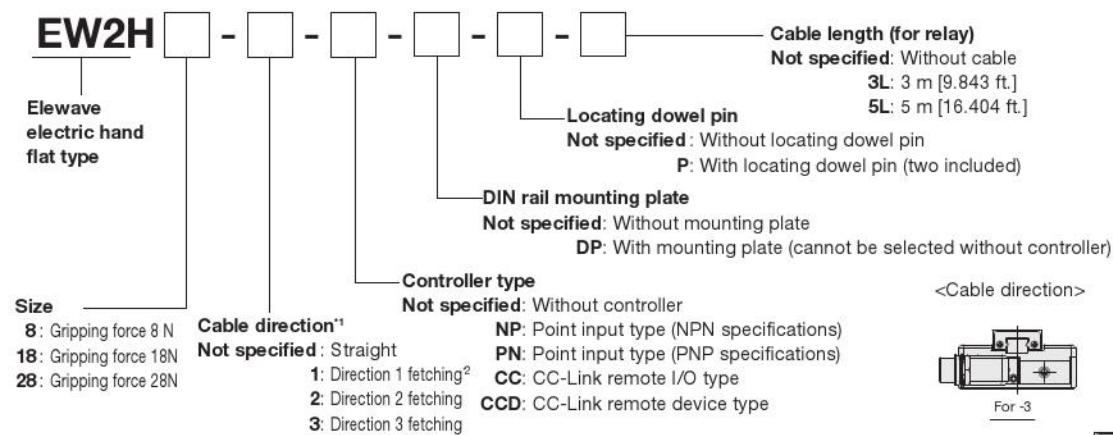 EW2H - - - - -
Cable length (for relay)
Not specified: Without cable
3L: 3 m [9.843 ft.]
5L: 5 m [16.404 ft.]
Elewave
electric hand
flat type
Locating dowel pin
Not specified: Without locating dowel pin
P: With locating dowel pin (two included)
DIN rail mounting plate
Not specified: Without mounting plate
DP: With mounting plate (cannot be selected without controller)
Controller type
Not specified: Without controller
NP: Point input type (NPN specifications)
PN: Point input type (PNP specifications)
CC: CC-Link remote I/O type
CCD: CC-Link remote device type
Size
8: Gripping force 8 N
18: Gripping force 18N
28: Gripping force 28N
Cable direction*1
Not specified: Straight
1: Direction 1 fetching2
2: Direction 2 fetching
3: Direction 3 fetching
<Cable direction>
For -3